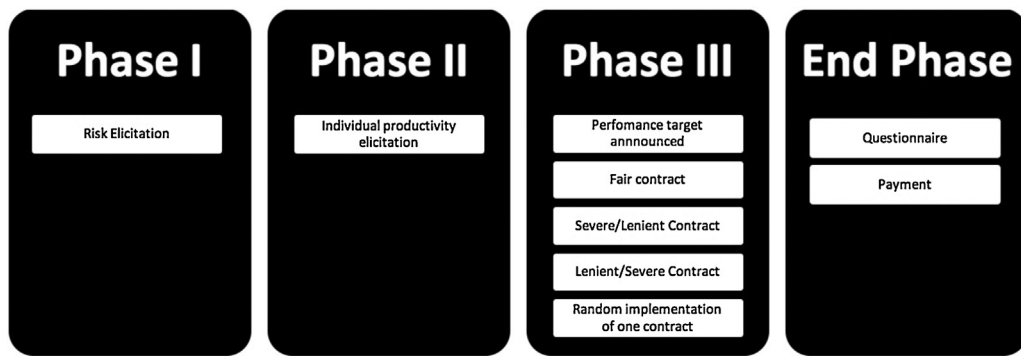 Phase I
Risk Elicitation
Phase II
Individual productivity
elicitation
Phase III
Perfomance target
annnounced
Fair contract
Severe/Lenient Contract
Lenient/Severe Contract
Random implementation
of one contract
End Phase
Questionnaire
Payment